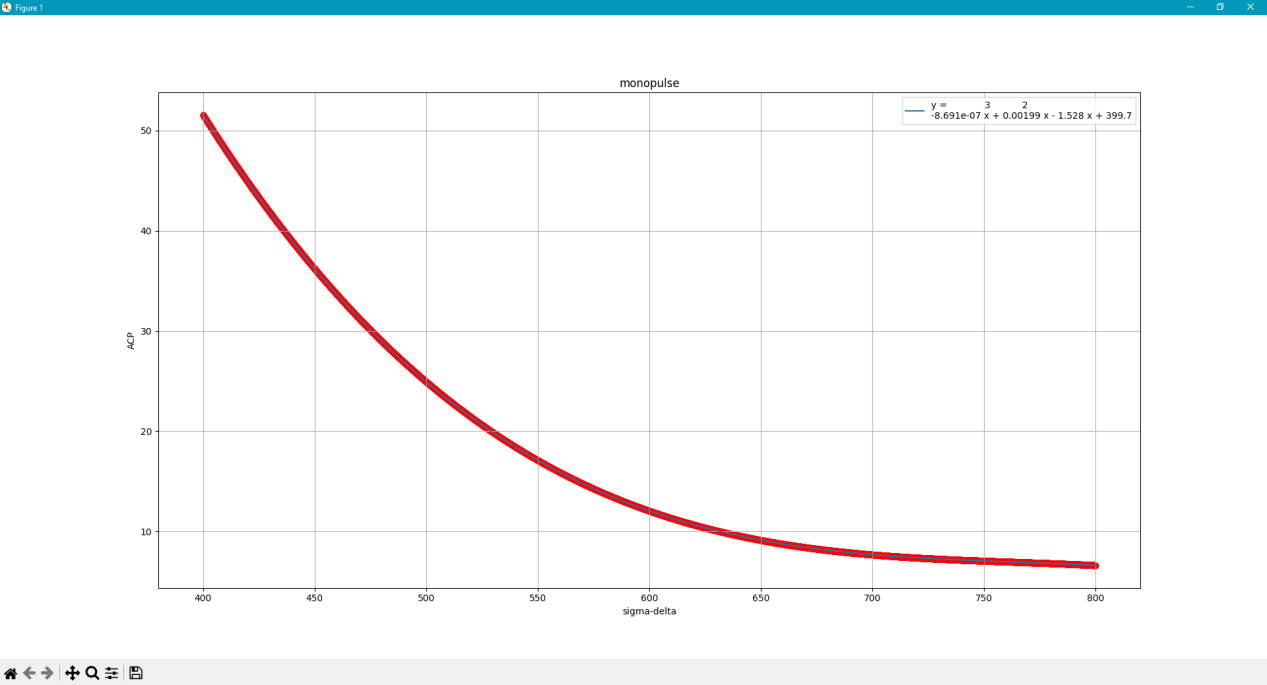 Figure 1
monopulse
y =             3           2
-8.691e-07 x + 0.00199 x - 1.528 x + 399.7
50
40
30
20
10
ACP
400 450 500 550 600 650 700 750 800
sigma-delta